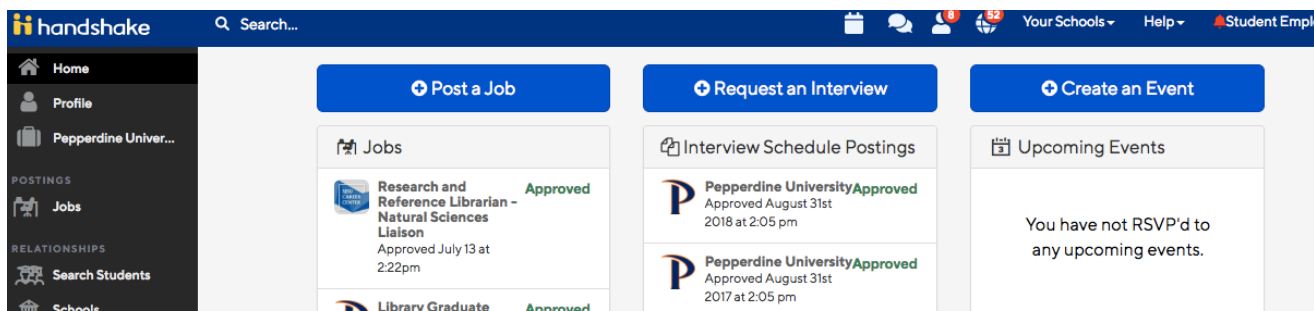 handshake
Search...
8
52
Your Schools
Help
Student Empl
Home
Profile
Pepperdine Univer...
POSTINGS
Jobs
RELATIONSHIPS
Search Students
Schools
Post a Job
Jobs
Research and
Reference Librarian -
Natural Sciences
Liaison
Approved
Approved July 13 at
2:22pm
Library Graduate
Approved
Request an Interview
Interview Schedule Postings
Pepperdine University
Approved
Approved August 31st
2018 at 2:05 pm
Pepperdine University
Approved
Approved August 31st
2017 at 2:05 pm
Create an Event
3
Upcoming Events
You have not RSVP'd to
any upcoming events.